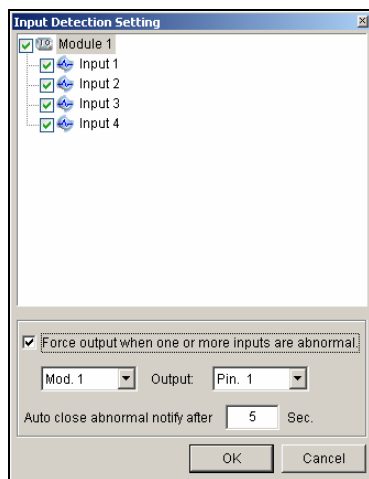 Input Detection Setting
Module 1
Input 1
Input 2
Input 3
Input 4
Force output when one or more inputs are abnormal.
Mod. 1 Output: Pin. 1
Auto close abnormal notify after 5 Sec.
OK Cancel